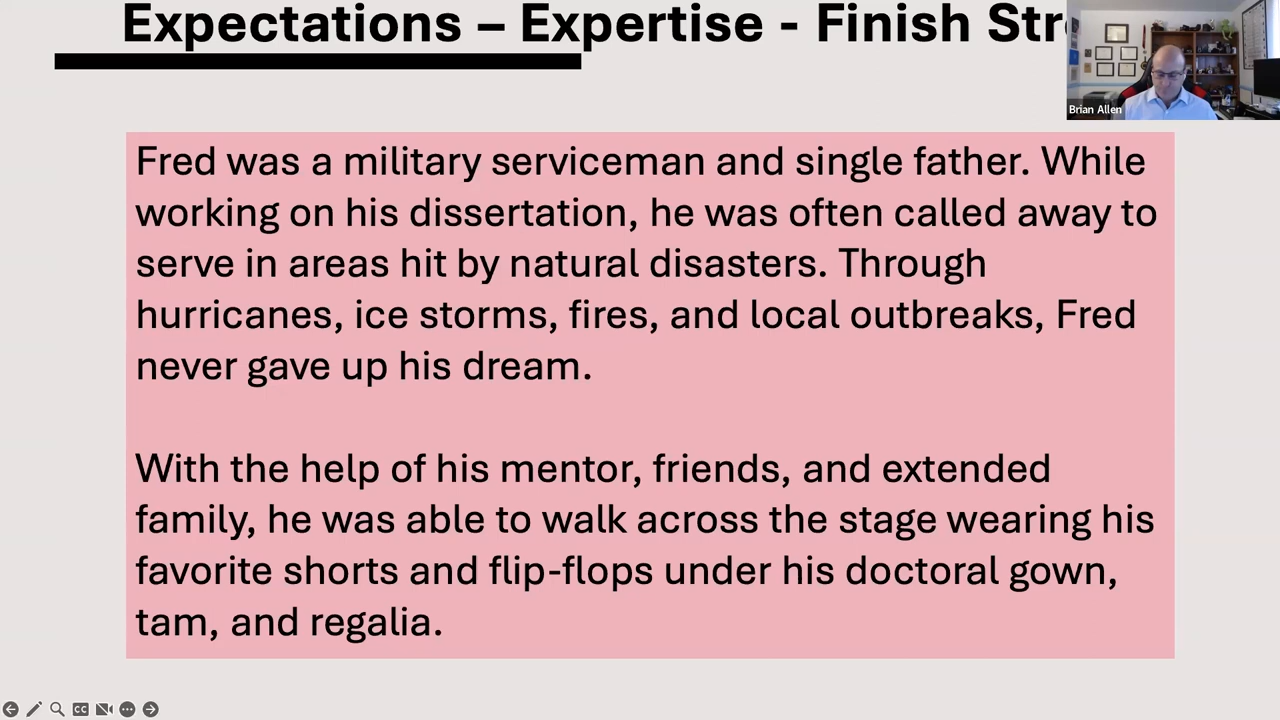 Expectations – Expertise - Finish
Brian Allen
Fred was a military serviceman and single father. While
working on his dissertation, he was often called away to
serve in areas hit by natural disasters. Through
hurricanes, ice storms, fires, and local outbreaks, Fred
never gave up his dream.
With the help of his mentor, friends, and extended
family, he was able to walk across the stage wearing his
favorite shorts and flip-flops under his doctoral gown,
tam, and regalia.
CC